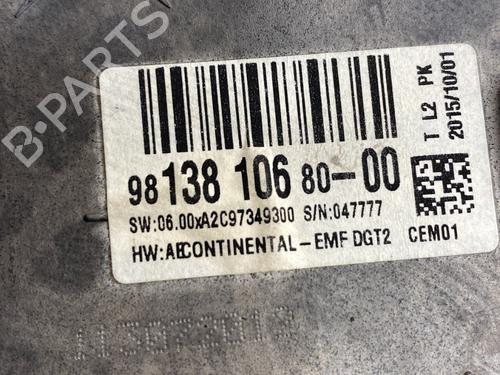 B-PARTS
98 138 106 80-00
SW:06.00xA2C97349300 S/N:047777
HW:AECONTINENTAL-EMF DGT2 CEM01
T L2 PK
2015/10/01